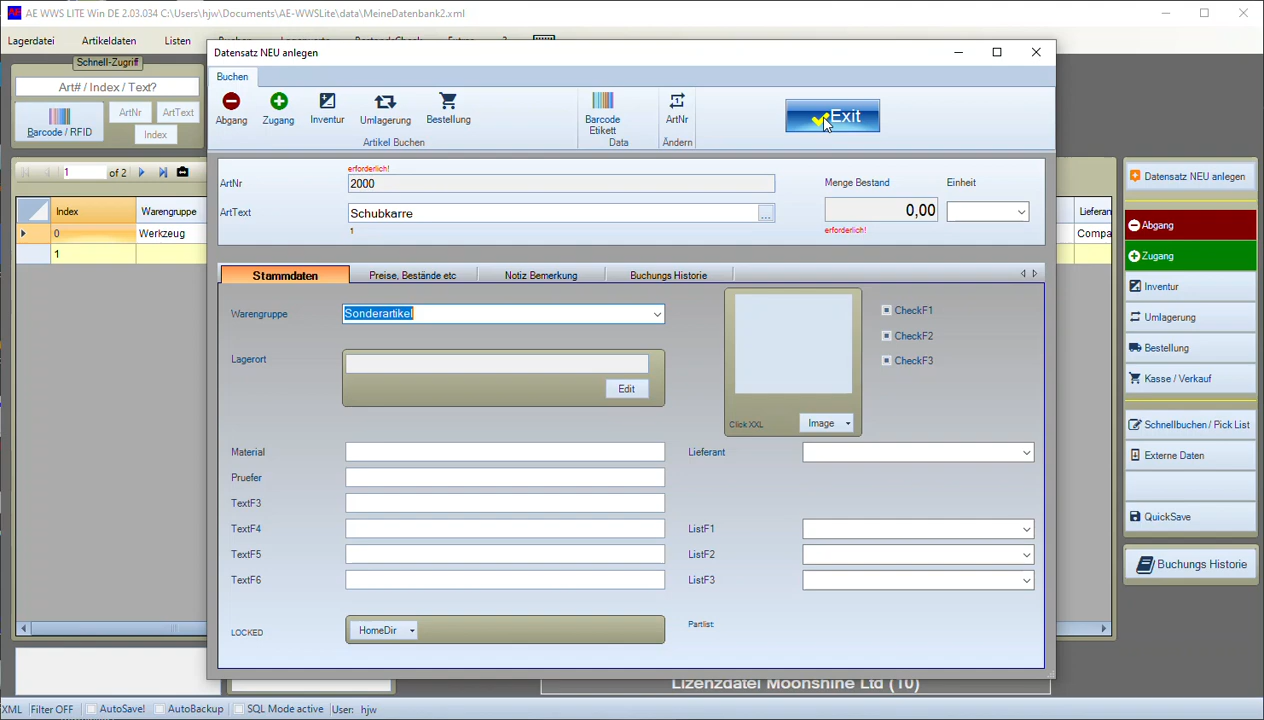 AE WWS LITE Win DE 2.03.034 C:\Users\hjw\Documents\AE-WWSLite\data\MeineDatenbank2.xml
Lagerdatei Artikeldaten Listen
Schnell-Zugriff
Art# / Index / Text?
Barcode / RFID
ArtNr ArtText
Index
1 of 2
Index Warengruppe
0 Werkzeug
1
Datensatz NEU anlegen
Buchen
Abgang Zugang Inventur Umlagerung Bestellung
Artikel Buchen
Barcode
Etikett
Data
ArtNr
Ändern
Exit
erforderlich!
ArtNr 2000
ArtText Schubkarre ...
1
Menge Bestand Einheit
0,00
erforderlich!
Stammdaten Preise, Bestände etc Notiz Bemerkung Buchungs Historie
Warengruppe Sonderartikel
Lagerort
Edit
Click XXL Image
CheckF1
CheckF2
CheckF3
Material
Pruefer
TextF3
TextF4
TextF5
TextF6
Lieferant
ListF1
ListF2
ListF3
LOCKED HomeDir
Partlist:
Lieferan
Compa
Datensatz NEU anlegen
Abgang
Zugang
Inventur
Umlagerung
Bestellung
Kasse / Verkauf
Schnellbuchen / Pick List
Externe Daten
QuickSave
Buchungs Historie
Lizenzdatei Moonshine Ltd (10)
XML Filter OFF AutoSave! AutoBackup SQL Mode active User: hjw